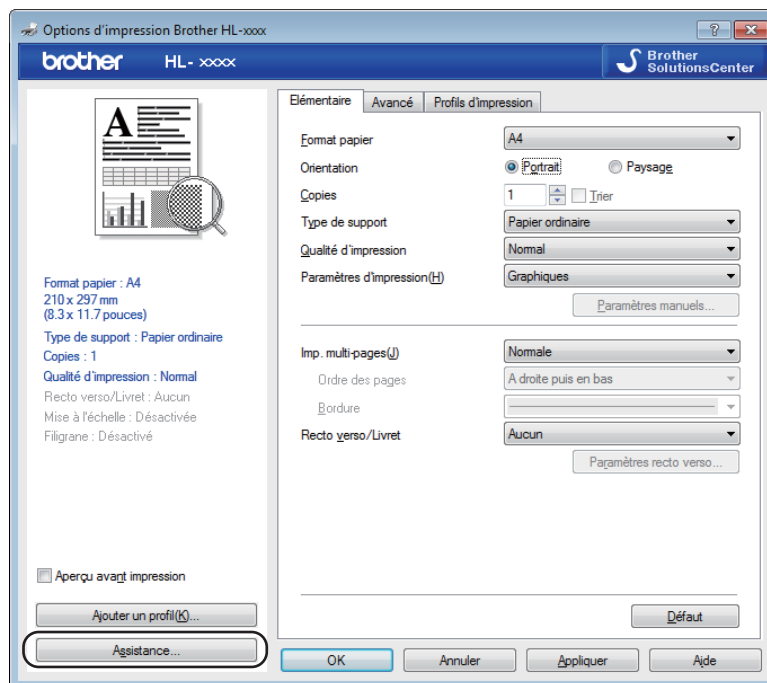 Options d'impression Brother HL-xxxx
brother HL- xxxx
Brother
SolutionsCenter
A
Format papier : A4
210 x 297 mm
(8.3 x 11.7 pouces)
Type de support : Papier ordinaire
Copies : 1
Qualité d'impression : Normal
Recto verso/Livret : Aucun
Mise à l'échelle : Désactivée
Filigrane : Désactivé
Aperçu avant impression
Ajouter un profil(K)...
Assistance...
Elémentaire Avancé Profils d'impression
Format papier A4
Orientation Portrait Paysage
Copies 1 Trier
Type de support Papier ordinaire
Qualité d'impression Normal
Paramètres d'impression(H) Graphiques
Paramètres manuels...
Imp. multi-pages(J) Normale
Ordre des pages A droite puis en bas
Bordure
Recto verso/Livret Aucun
Paramètres recto verso...
Défaut
OK Annuler Appliquer Aide